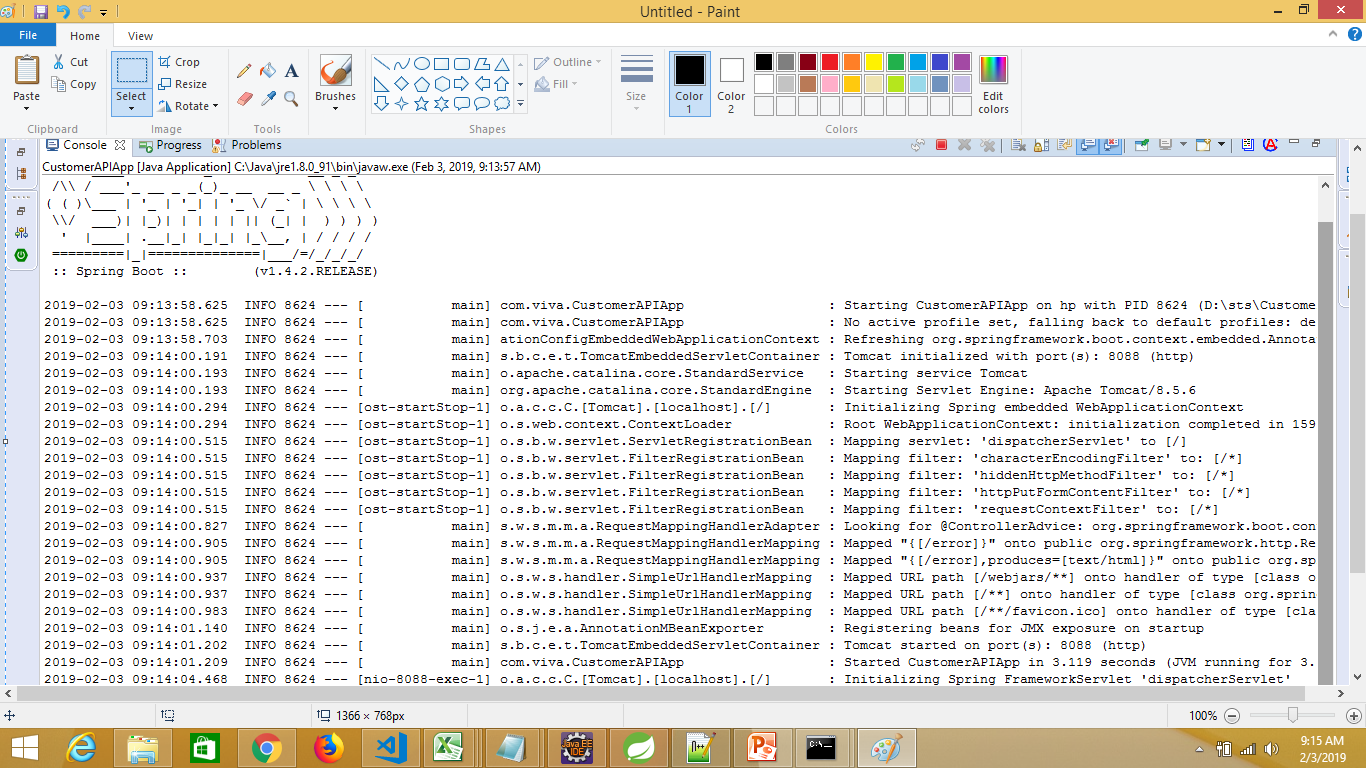 Untitled - Paint
File Home View
Paste
Cut
Copy
Clipboard
Select
Crop
Resize
Rotate
Image
Tools
Brushes
Outline
Fill
Shapes
Size
Color 1
Color 2
Edit colors
Colors
Console Progress Problems
CustomerAPIApp [Java Application] C:\Java\jre1.8.0_91\bin\javaw.exe (Feb 3, 2019, 9:13:57 AM)
 /\\ / ___'_ __ _ _(_)_ __  __ _ \ \ \ \
( ( )\___ | '_ | '_| | '_ \/ _` | \ \ \ \
 \\/  ___)| |_)| | | | | || (_| |  ) ) ) )
  '  |____| .__|_| |_|_| |_\__, | / / / /
 =========|_|==============|___/=/_/_/_/
 :: Spring Boot ::        (v1.4.2.RELEASE)
2019-02-03 09:13:58.625  INFO 8624 --- [           main] com.viva.CustomerAPIApp                  : Starting CustomerAPIApp on hp with PID 8624 (D:\sts\Custome
2019-02-03 09:13:58.625  INFO 8624 --- [           main] com.viva.CustomerAPIApp                  : No active profile set, falling back to default profiles: de
2019-02-03 09:13:58.703  INFO 8624 --- [           main] ationConfigEmbeddedWebApplicationContext : Refreshing org.springframework.boot.context.embedded.Annota
2019-02-03 09:14:00.191  INFO 8624 --- [           main] s.b.c.e.t.TomcatEmbeddedServletContainer : Tomcat initialized with port(s): 8088 (http)
2019-02-03 09:14:00.193  INFO 8624 --- [           main] o.apache.catalina.core.StandardService   : Starting service Tomcat
2019-02-03 09:14:00.193  INFO 8624 --- [           main] org.apache.catalina.core.StandardEngine  : Starting Servlet Engine: Apache Tomcat/8.5.6
2019-02-03 09:14:00.294  INFO 8624 --- [ost-startStop-1] o.a.c.c.C.[Tomcat].[localhost].[/]       : Initializing Spring embedded WebApplicationContext
2019-02-03 09:14:00.294  INFO 8624 --- [ost-startStop-1] o.s.web.context.ContextLoader            : Root WebApplicationContext: initialization completed in 159
2019-02-03 09:14:00.515  INFO 8624 --- [ost-startStop-1] o.s.b.w.servlet.ServletRegistrationBean  : Mapping servlet: 'dispatcherServlet' to [/]
2019-02-03 09:14:00.515  INFO 8624 --- [ost-startStop-1] o.s.b.w.servlet.FilterRegistrationBean   : Mapping filter: 'characterEncodingFilter' to: [/*]
2019-02-03 09:14:00.515  INFO 8624 --- [ost-startStop-1] o.s.b.w.servlet.FilterRegistrationBean   : Mapping filter: 'hiddenHttpMethodFilter' to: [/*]
2019-02-03 09:14:00.515  INFO 8624 --- [ost-startStop-1] o.s.b.w.servlet.FilterRegistrationBean   : Mapping filter: 'httpPutFormContentFilter' to: [/*]
2019-02-03 09:14:00.515  INFO 8624 --- [ost-startStop-1] o.s.b.w.servlet.FilterRegistrationBean   : Mapping filter: 'requestContextFilter' to: [/*]
2019-02-03 09:14:00.827  INFO 8624 --- [           main] s.w.s.m.m.a.RequestMappingHandlerAdapter : Looking for @ControllerAdvice: org.springframework.boot.con
2019-02-03 09:14:00.905  INFO 8624 --- [           main] s.w.s.m.m.a.RequestMappingHandlerMapping : Mapped "{[/error]}" onto public org.springframework.http.Re
2019-02-03 09:14:00.905  INFO 8624 --- [           main] s.w.s.m.m.a.RequestMappingHandlerMapping : Mapped "{[/error],produces=[text/html]}" onto public org.sp
2019-02-03 09:14:00.937  INFO 8624 --- [           main] o.s.w.s.handler.SimpleUrlHandlerMapping  : Mapped URL path [/webjars/**] onto handler of type [class o
2019-02-03 09:14:00.937  INFO 8624 --- [           main] o.s.w.s.handler.SimpleUrlHandlerMapping  : Mapped URL path [/**] onto handler of type [class org.sprin
2019-02-03 09:14:00.983  INFO 8624 --- [           main] o.s.w.s.handler.SimpleUrlHandlerMapping  : Mapped URL path [/**/favicon.ico] onto handler of type [cla
2019-02-03 09:14:01.140  INFO 8624 --- [           main] o.s.j.e.a.AnnotationMBeanExporter        : Registering beans for JMX exposure on startup
2019-02-03 09:14:01.202  INFO 8624 --- [           main] s.b.c.e.t.TomcatEmbeddedServletContainer : Tomcat started on port(s): 8088 (http)
2019-02-03 09:14:01.209  INFO 8624 --- [           main] com.viva.CustomerAPIApp                  : Started CustomerAPIApp in 3.119 seconds (JVM running for 3.
2019-02-03 09:14:04.468  INFO 8624 --- [nio-8088-exec-1] o.a.c.c.C.[Tomcat].[localhost].[/]       : Initializing Spring FrameworkServlet 'dispatcherServlet'
1366 × 768px
100%
Java EE IDE
9:15 AM
2/3/2019